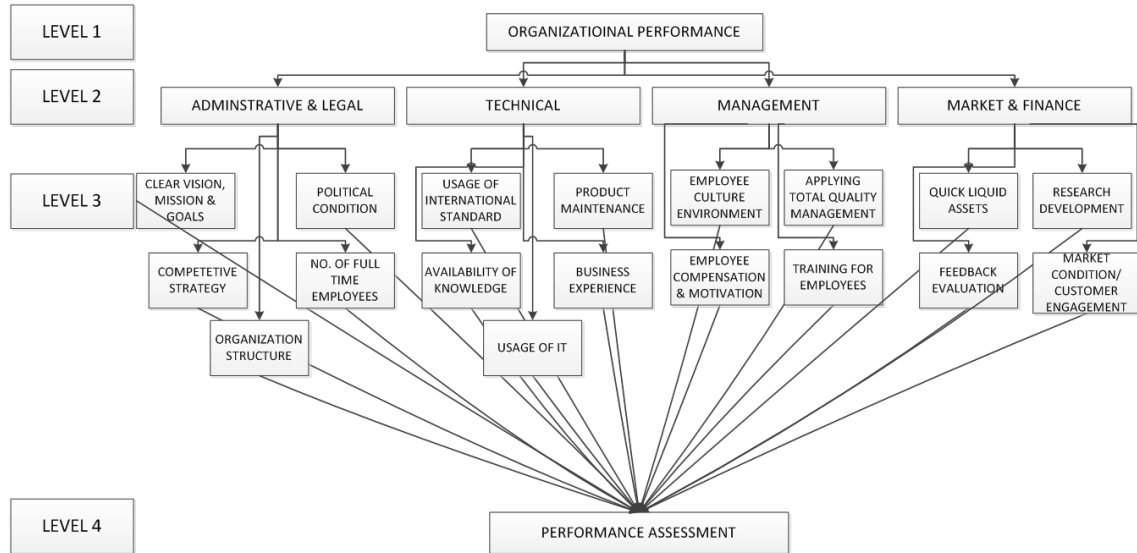 LEVEL 1
ORGANIZATIOINAL PERFORMANCE
LEVEL 2
ADMINSTRATIVE & LEGAL
TECHNICAL
MANAGEMENT
MARKET & FINANCE
LEVEL 3
CLEAR VISION,
MISSION &
GOALS
POLITICAL
CONDITION
USAGE OF
INTERNATIONAL
STANDARD
PRODUCT
MAINTENANCE
EMPLOYEE
CULTURE
ENVIRONMENT
APPLYING
TOTAL QUALITY
MANAGEMENT
QUICK LIQUID
ASSETS
RESEARCH
DEVELOPMENT
COMPETETIVE
STRATEGY
NO. OF FULL
TIME
EMPLOYEES
AVAILABILITY OF
KNOWLEDGE
BUSINESS
EXPERIENCE
EMPLOYEE
COMPENSATION
& MOTIVATION
TRAINING FOR
EMPLOYEES
FEEDBACK
EVALUATION
MARKET
CONDITION/
CUSTOMER
ENGAGEMENT
ORGANIZATION
STRUCTURE
USAGE OF IT
LEVEL 4
PERFORMANCE ASSESSMENT